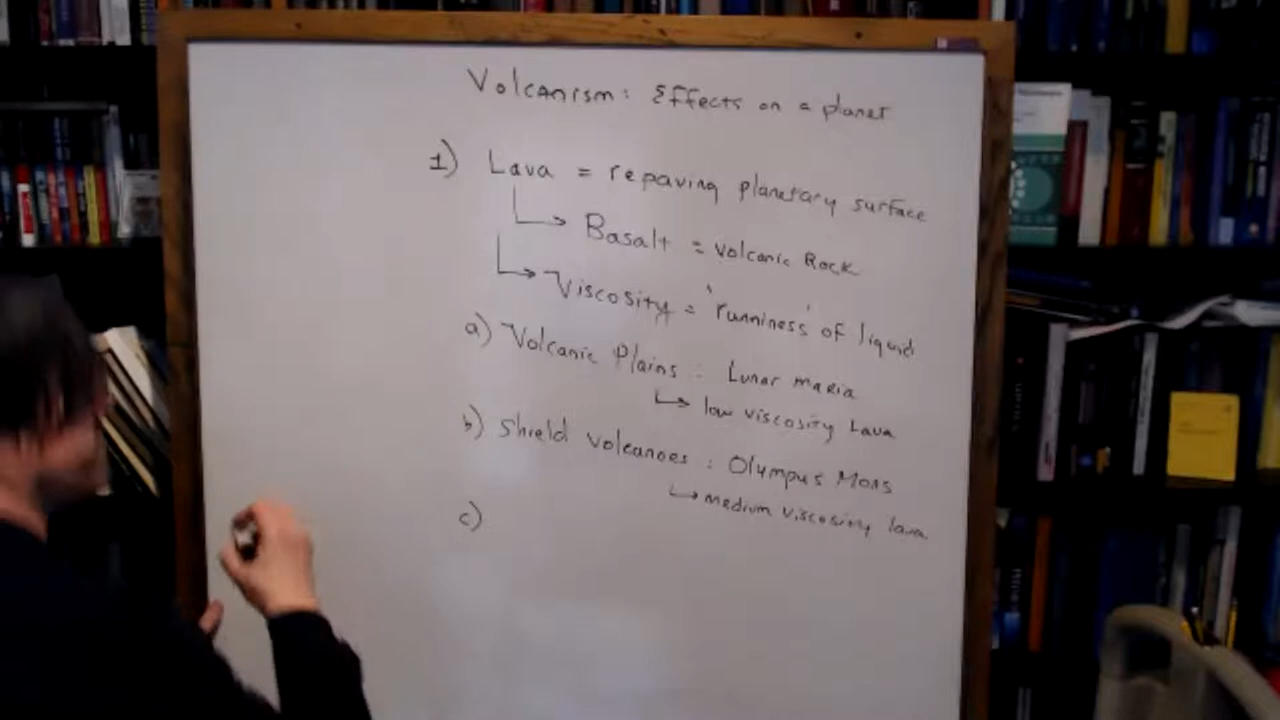 Volcanism: Effects on a planet
1) Lava = repaving planetary surface
↳ Basalt = volcanic Rock
↳ Viscosity = 'runniness' of liquid
a) Volcanic Plains : Lunar maria
↳ low viscosity Lava
b) Shield volcanoes : Olympus Mons
↳ medium viscosity lava
c)